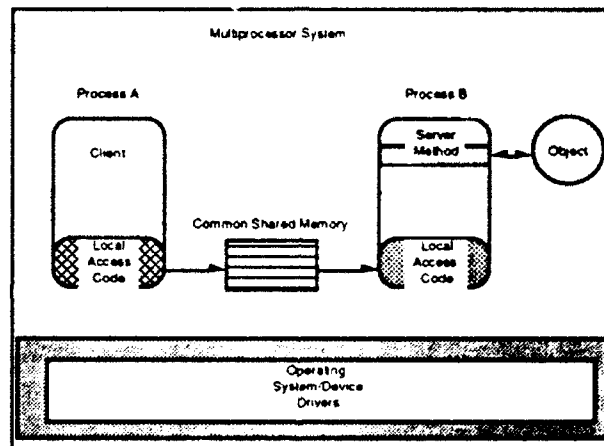 Multiprocessor System
Process A
Process B
Client
Server
Method
Object
Common Shared Memory
Local
Access
Code
Local
Access
Code
Operating
System/Device
Drivers